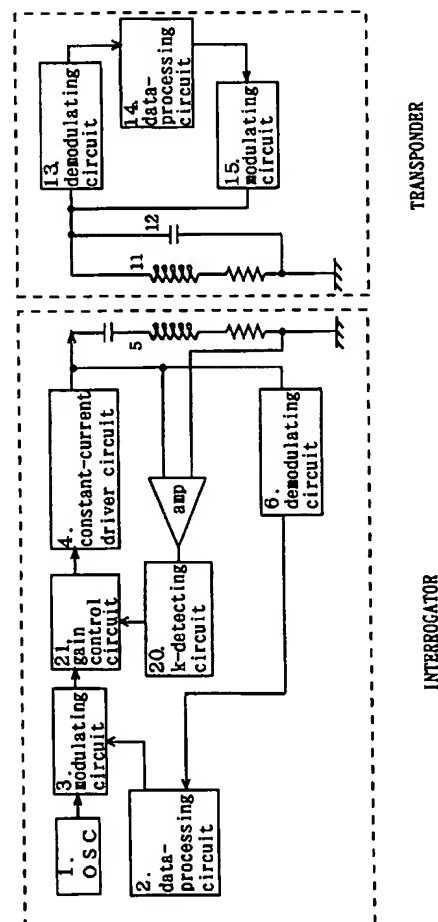 1.
OSC
3.
modulating
circuit
21.
gain
control
circuit
4.
constant-current
driver circuit
5
2.
data-
processing
circuit
20.
k-detecting
circuit
amp
6.
demodulating
circuit
INTERROGATOR
11
12
13.
demodulating
circuit
14.
data-
processing
circuit
15.
modulating
circuit
TRANSPONDER